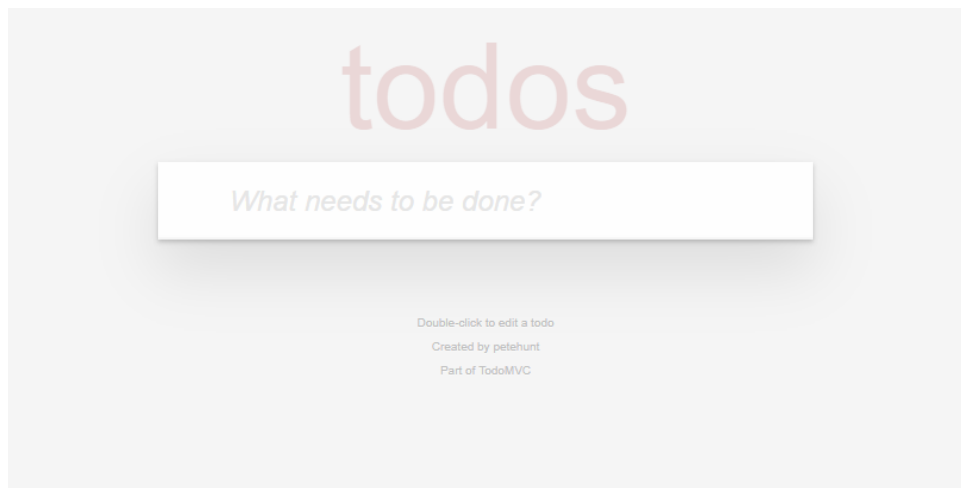 todos
What needs to be done?
Double-click to edit a todo
Created by petehunt
Part of TodoMVC